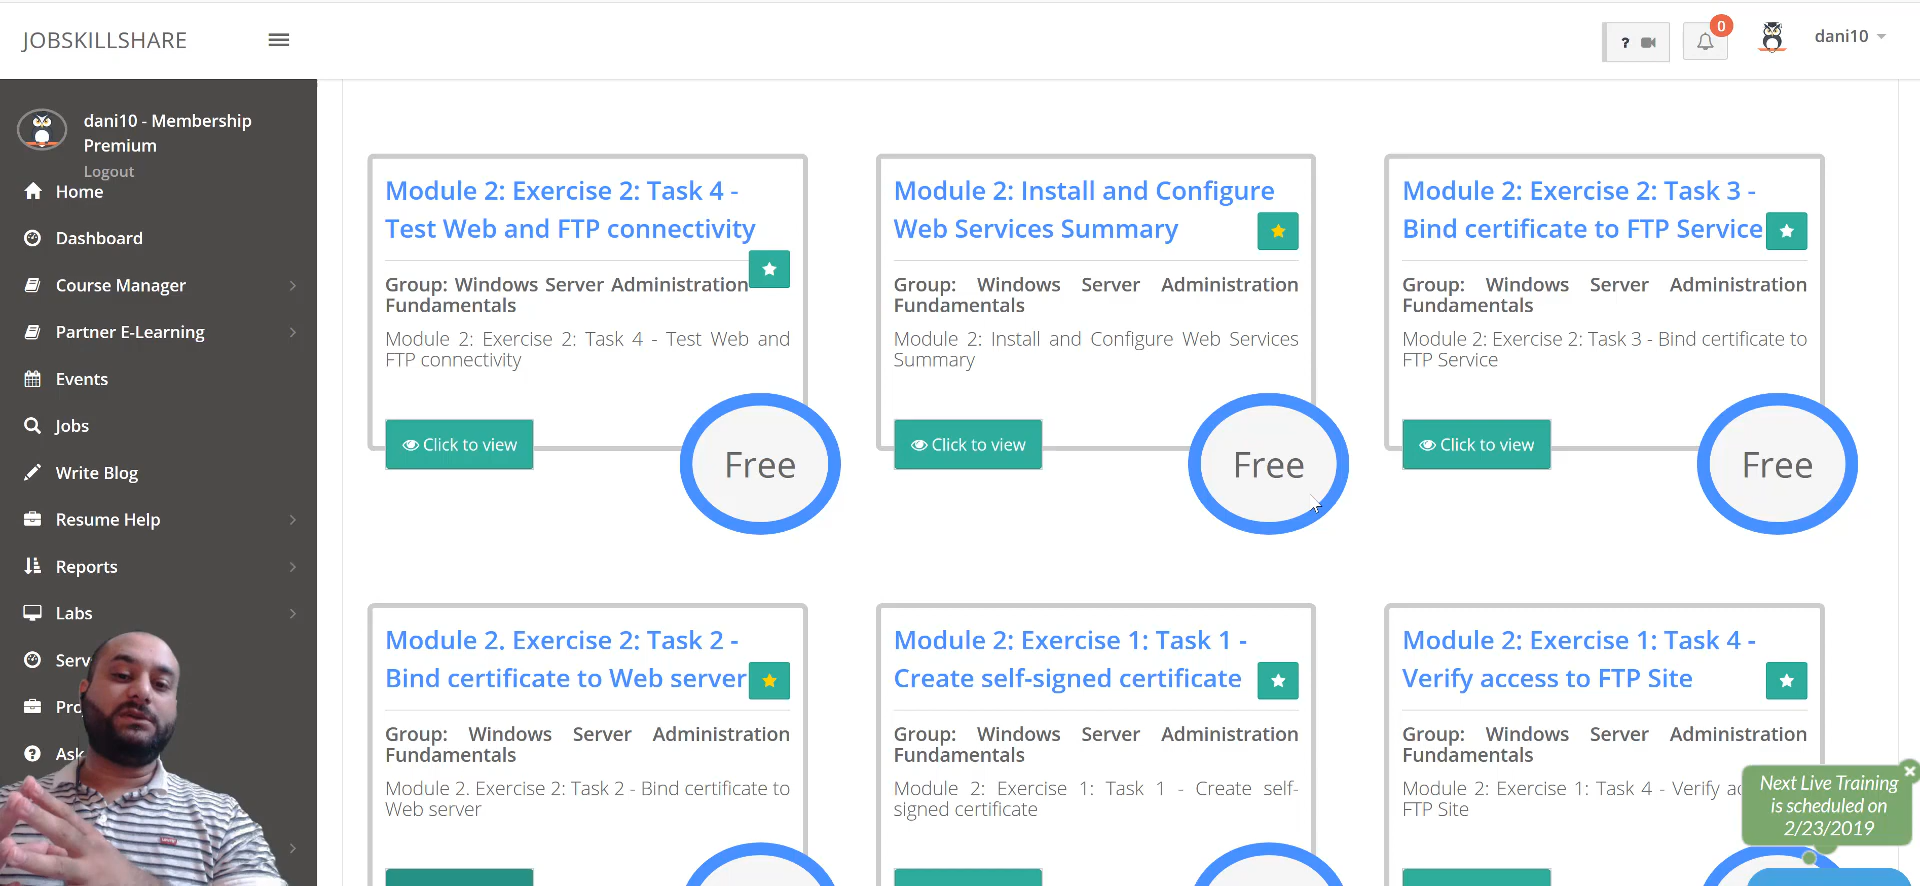 JOBSKILLSHARE
?
0
dani10
dani10 - Membership
Premium
Logout
Home
Dashboard
Course Manager
Partner E-Learning
Events
Jobs
Write Blog
Resume Help
Reports
Labs
Module 2: Exercise 2: Task 4 -
Test Web and FTP connectivity
Group: Windows Server Administration
Fundamentals
Module 2: Exercise 2: Task 4 - Test Web and
FTP connectivity
Click to view
Free
Module 2: Install and Configure
Web Services Summary
Group: Windows Server Administration
Fundamentals
Module 2: Install and Configure Web Services
Summary
Click to view
Free
Module 2: Exercise 2: Task 3 -
Bind certificate to FTP Service
Group: Windows Server Administration
Fundamentals
Module 2: Exercise 2: Task 3 - Bind certificate to
FTP Service
Click to view
Free
Module 2. Exercise 2: Task 2 -
Bind certificate to Web server
Group: Windows Server Administration
Fundamentals
Module 2. Exercise 2: Task 2 - Bind certificate to
Web server
Module 2: Exercise 1: Task 1 -
Create self-signed certificate
Group: Windows Server Administration
Fundamentals
Module 2: Exercise 1: Task 1 - Create self-
signed certificate
Module 2: Exercise 1: Task 4 -
Verify access to FTP Site
Group: Windows Server Administration
Fundamentals
Module 2: Exercise 1: Task 4 - Verify
FTP Site
Next Live Training
is scheduled on
2/23/2019